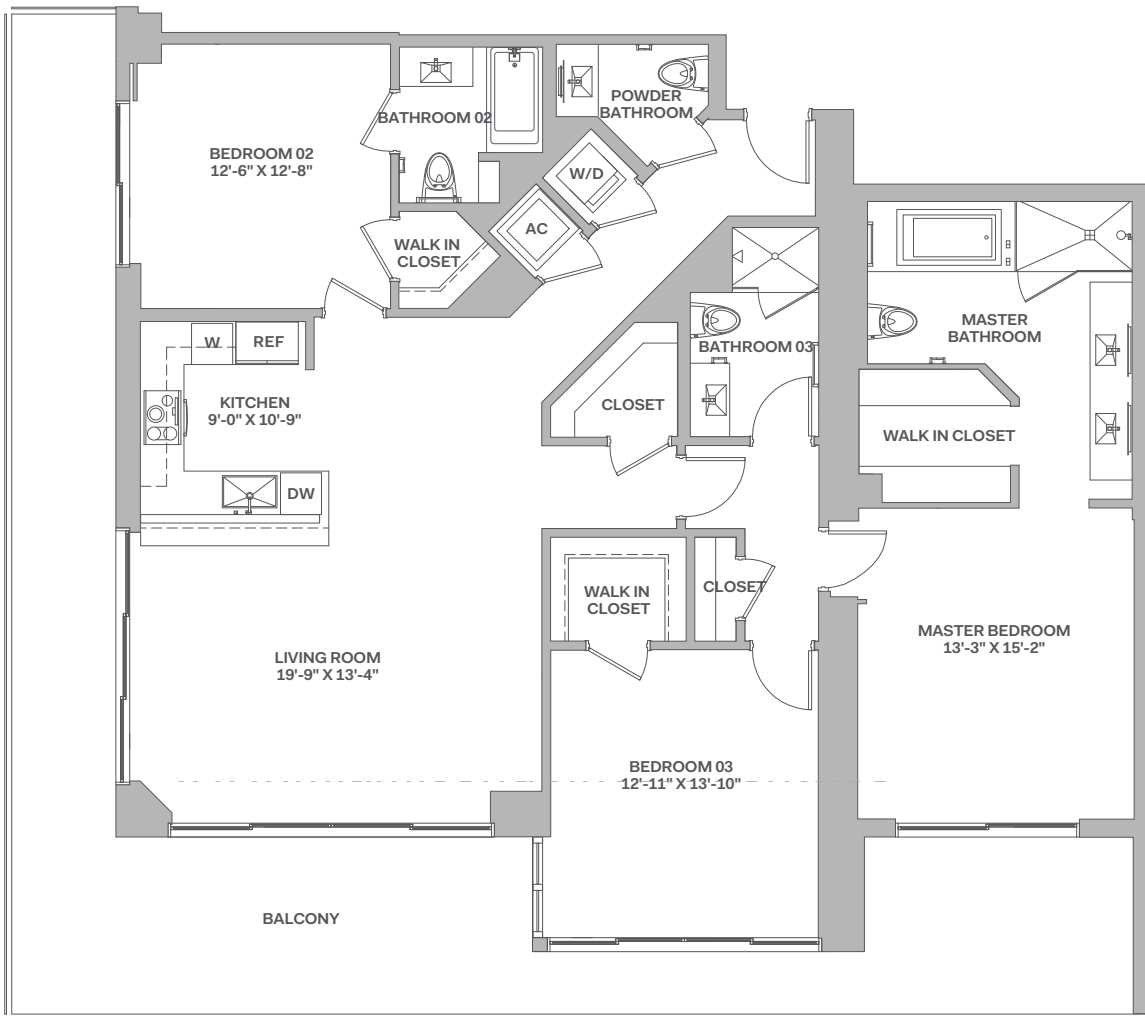 POWDER
BATHROOM
BATHROOM 02
BEDROOM 02
12'-6" X 12'-8"
W/D
AC
WALK IN
CLOSET
W
REF
KITCHEN
9'-0" X 10'-9"
DW
CLOSET
BATHROOM 03
MASTER
BATHROOM
WALK IN CLOSET
WALK IN
CLOSET
CLOSET
LIVING ROOM
19'-9" X 13'-4"
MASTER BEDROOM
13'-3" X 15'-2"
BEDROOM 03
12'-11" X 13'-10"
BALCONY